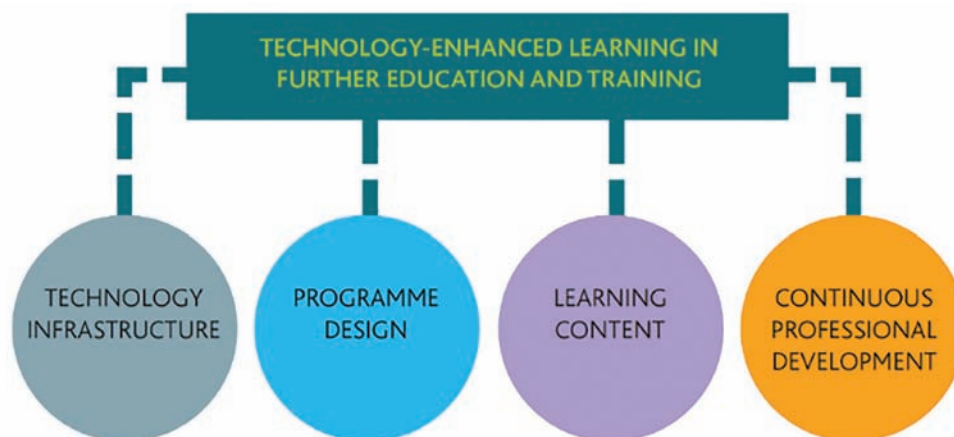 TECHNOLOGY-ENHANCED LEARNING IN
FURTHER EDUCATION AND TRAINING
TECHNOLOGY
INFRASTRUCTURE
PROGRAMME
DESIGN
LEARNING
CONTENT
CONTINUOUS
PROFESSIONAL
DEVELOPMENT